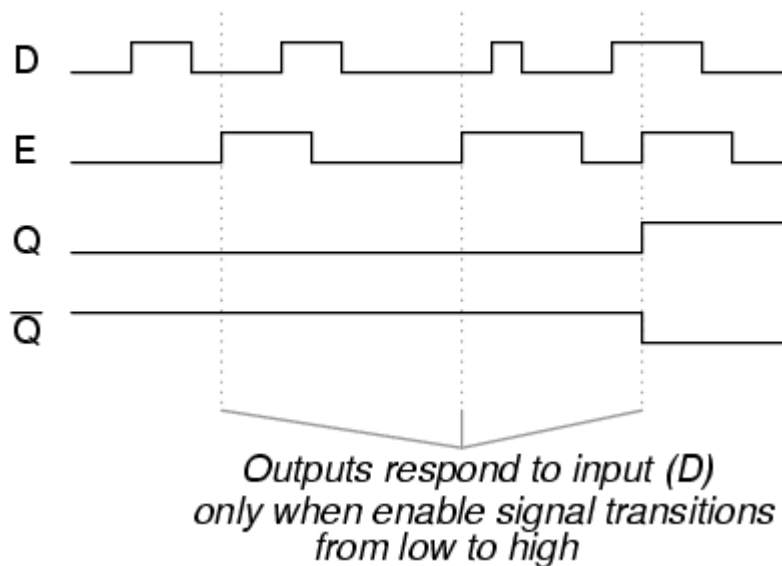 D
E
Q
Q̅
Outputs respond to input (D)
only when enable signal transitions
from low to high